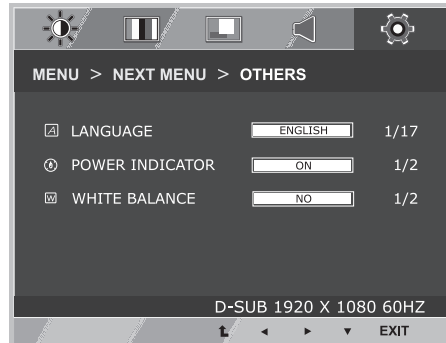 MENU > NEXT MENU > OTHERS
A LANGUAGE ENGLISH 1/17
POWER INDICATOR ON 1/2
W WHITE BALANCE NO 1/2
D-SUB 1920 X 1080 60HZ
EXIT